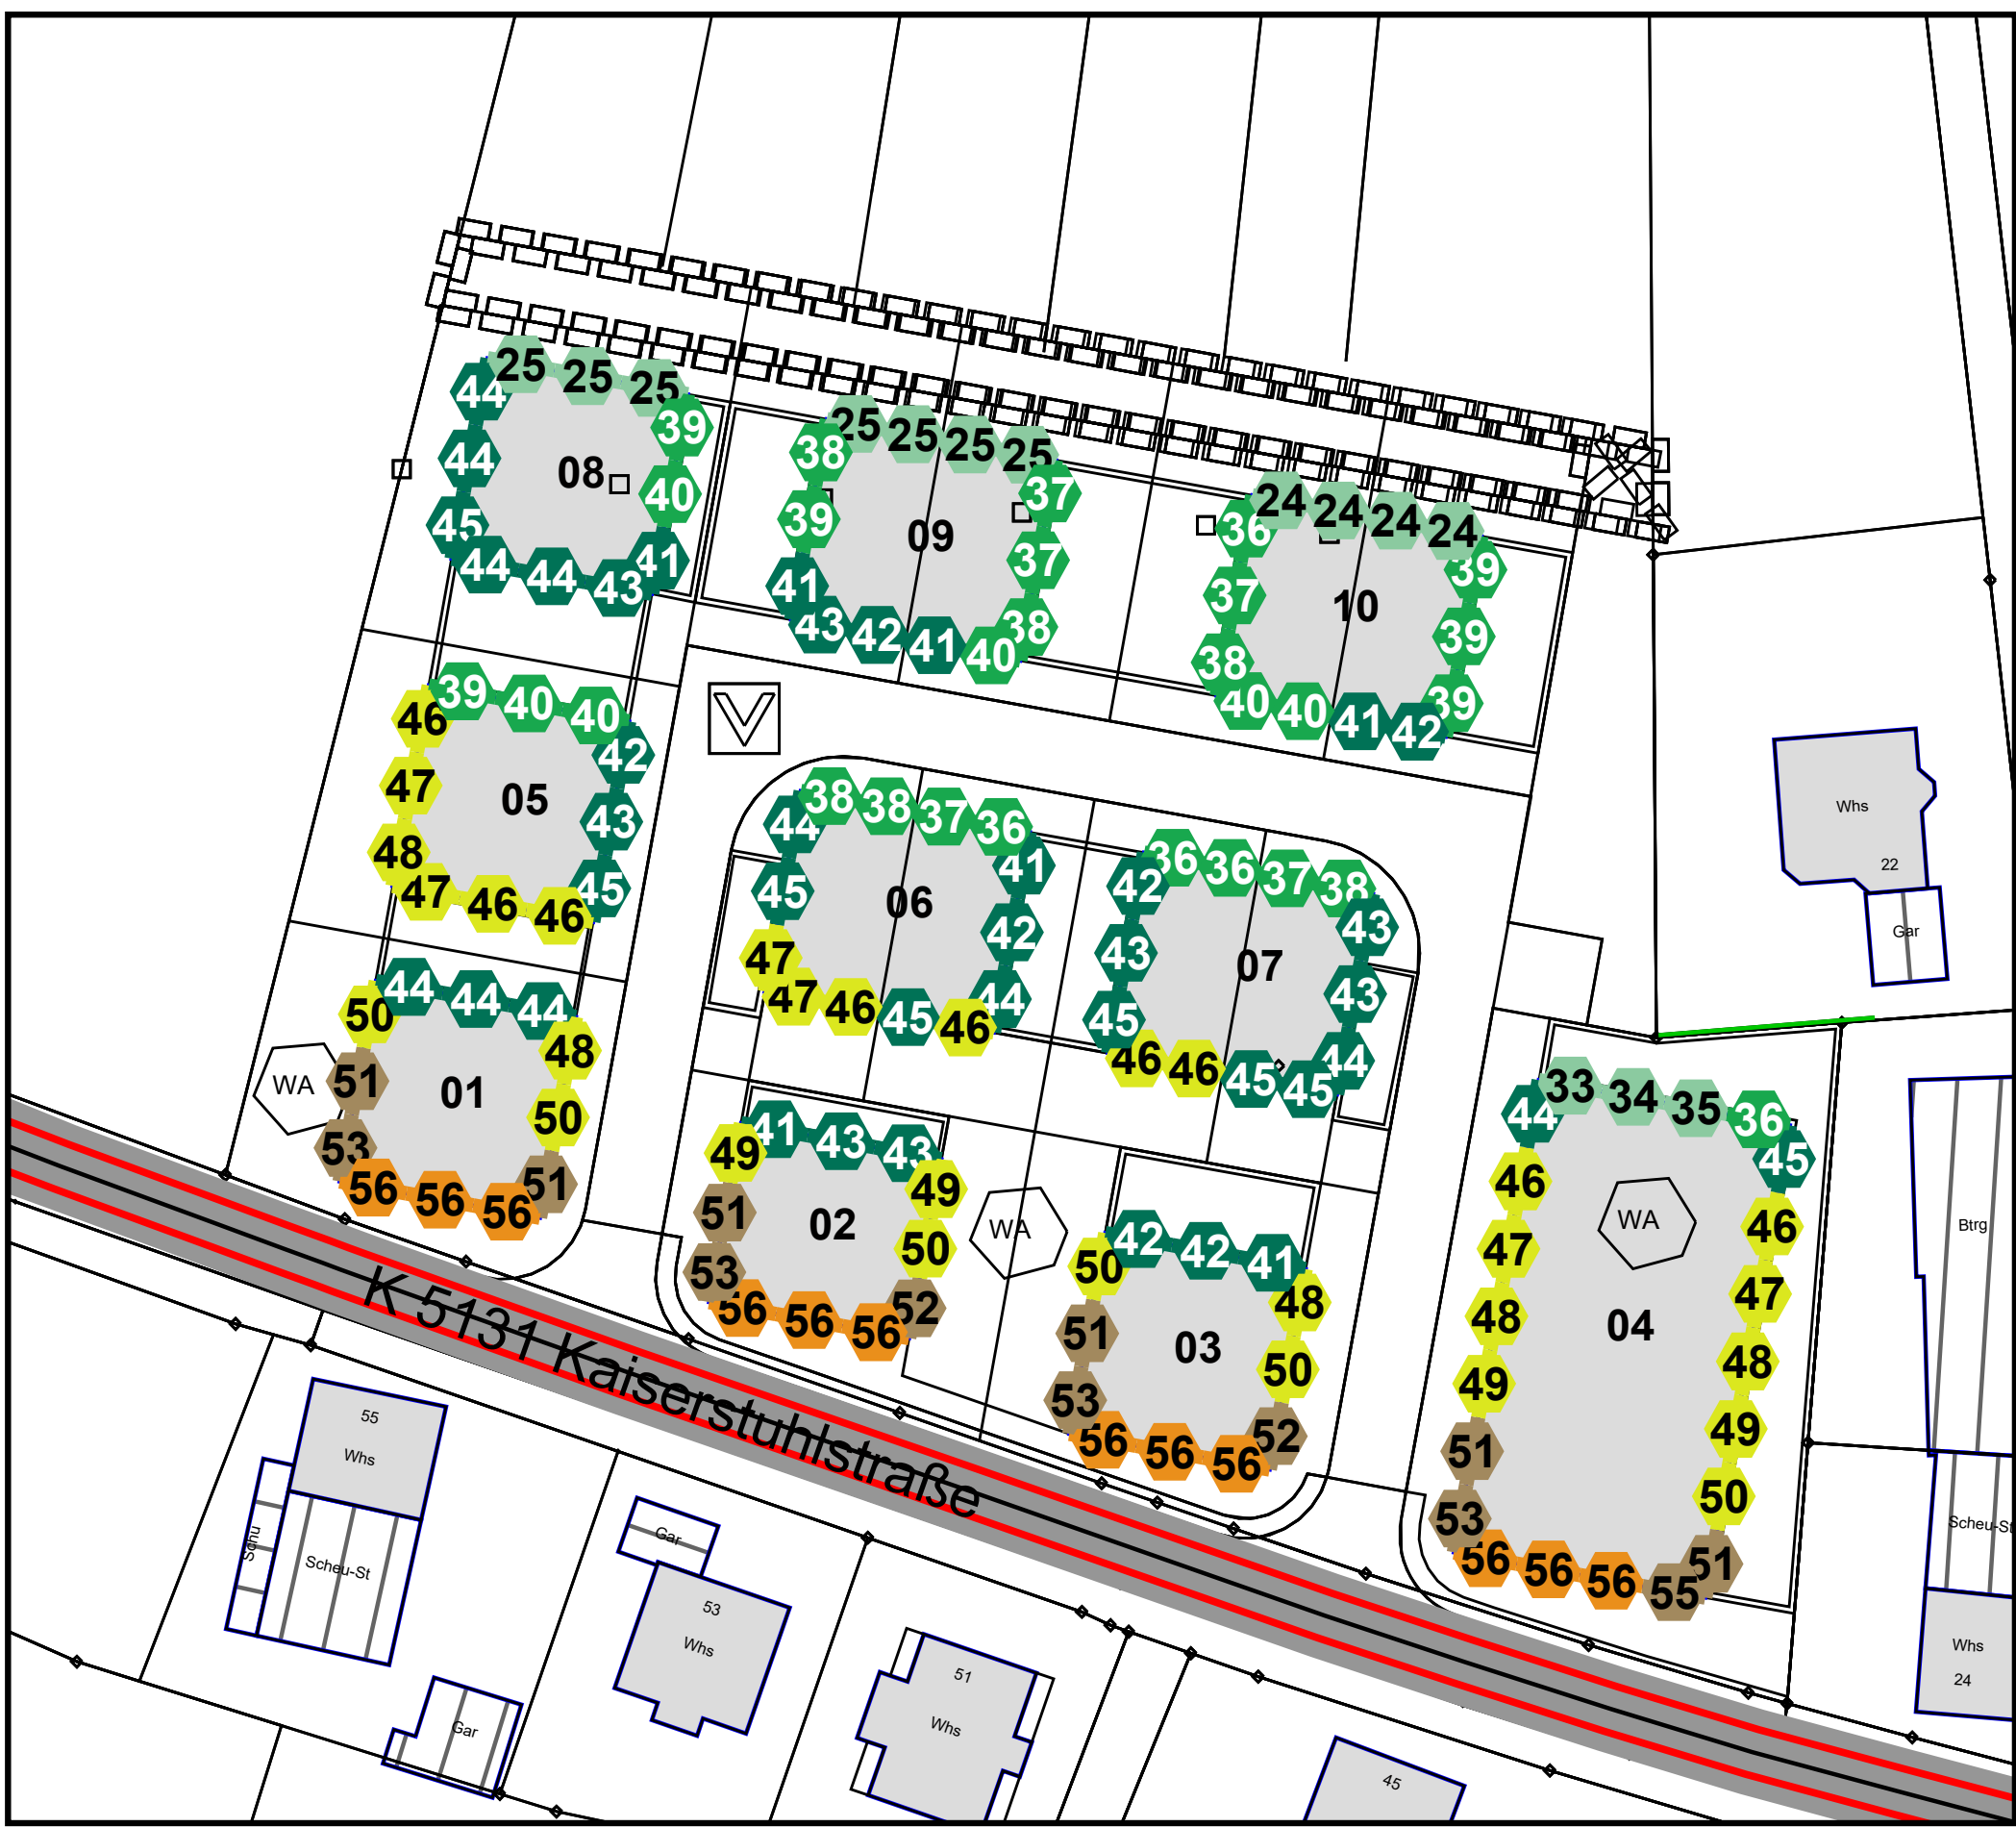 25 25 25
44 39
44 08 40
45 41
44 44 43
25 25 25 25
38 37
39 09 37
41 38
43 42 41 40
24 24 24 24
36 39
37 10 39
38 39
40 40 41 42
39 40 40
46 42
47 05 43
48 45
47 46 46
38 38 37 36
44 41
45 06 42
47 44
47 46 45 46
36 36 37 38
42 43
43 07 43
45 44
46 46 45 45
Whs
22
Gar
44 44 44
50 48
WA 51 01 50
53 51
56 56 56
41 43 43
49 49
51 02 50
53 52
56 56 56
WA
42 42 41
50 48
51 03 50
53 52
56 56 56
33 34 35 36
44 45
46 WA 46
47 47
48 04 48
49 49
51 50
53 51
56 56 56 55
Btrg
Scheu-St
Whs
24
K 5131 Kaiserstuhlstraße
55
Whs
Schu
Scheu-St
Gar
Gar
53
Whs
51
Whs
45